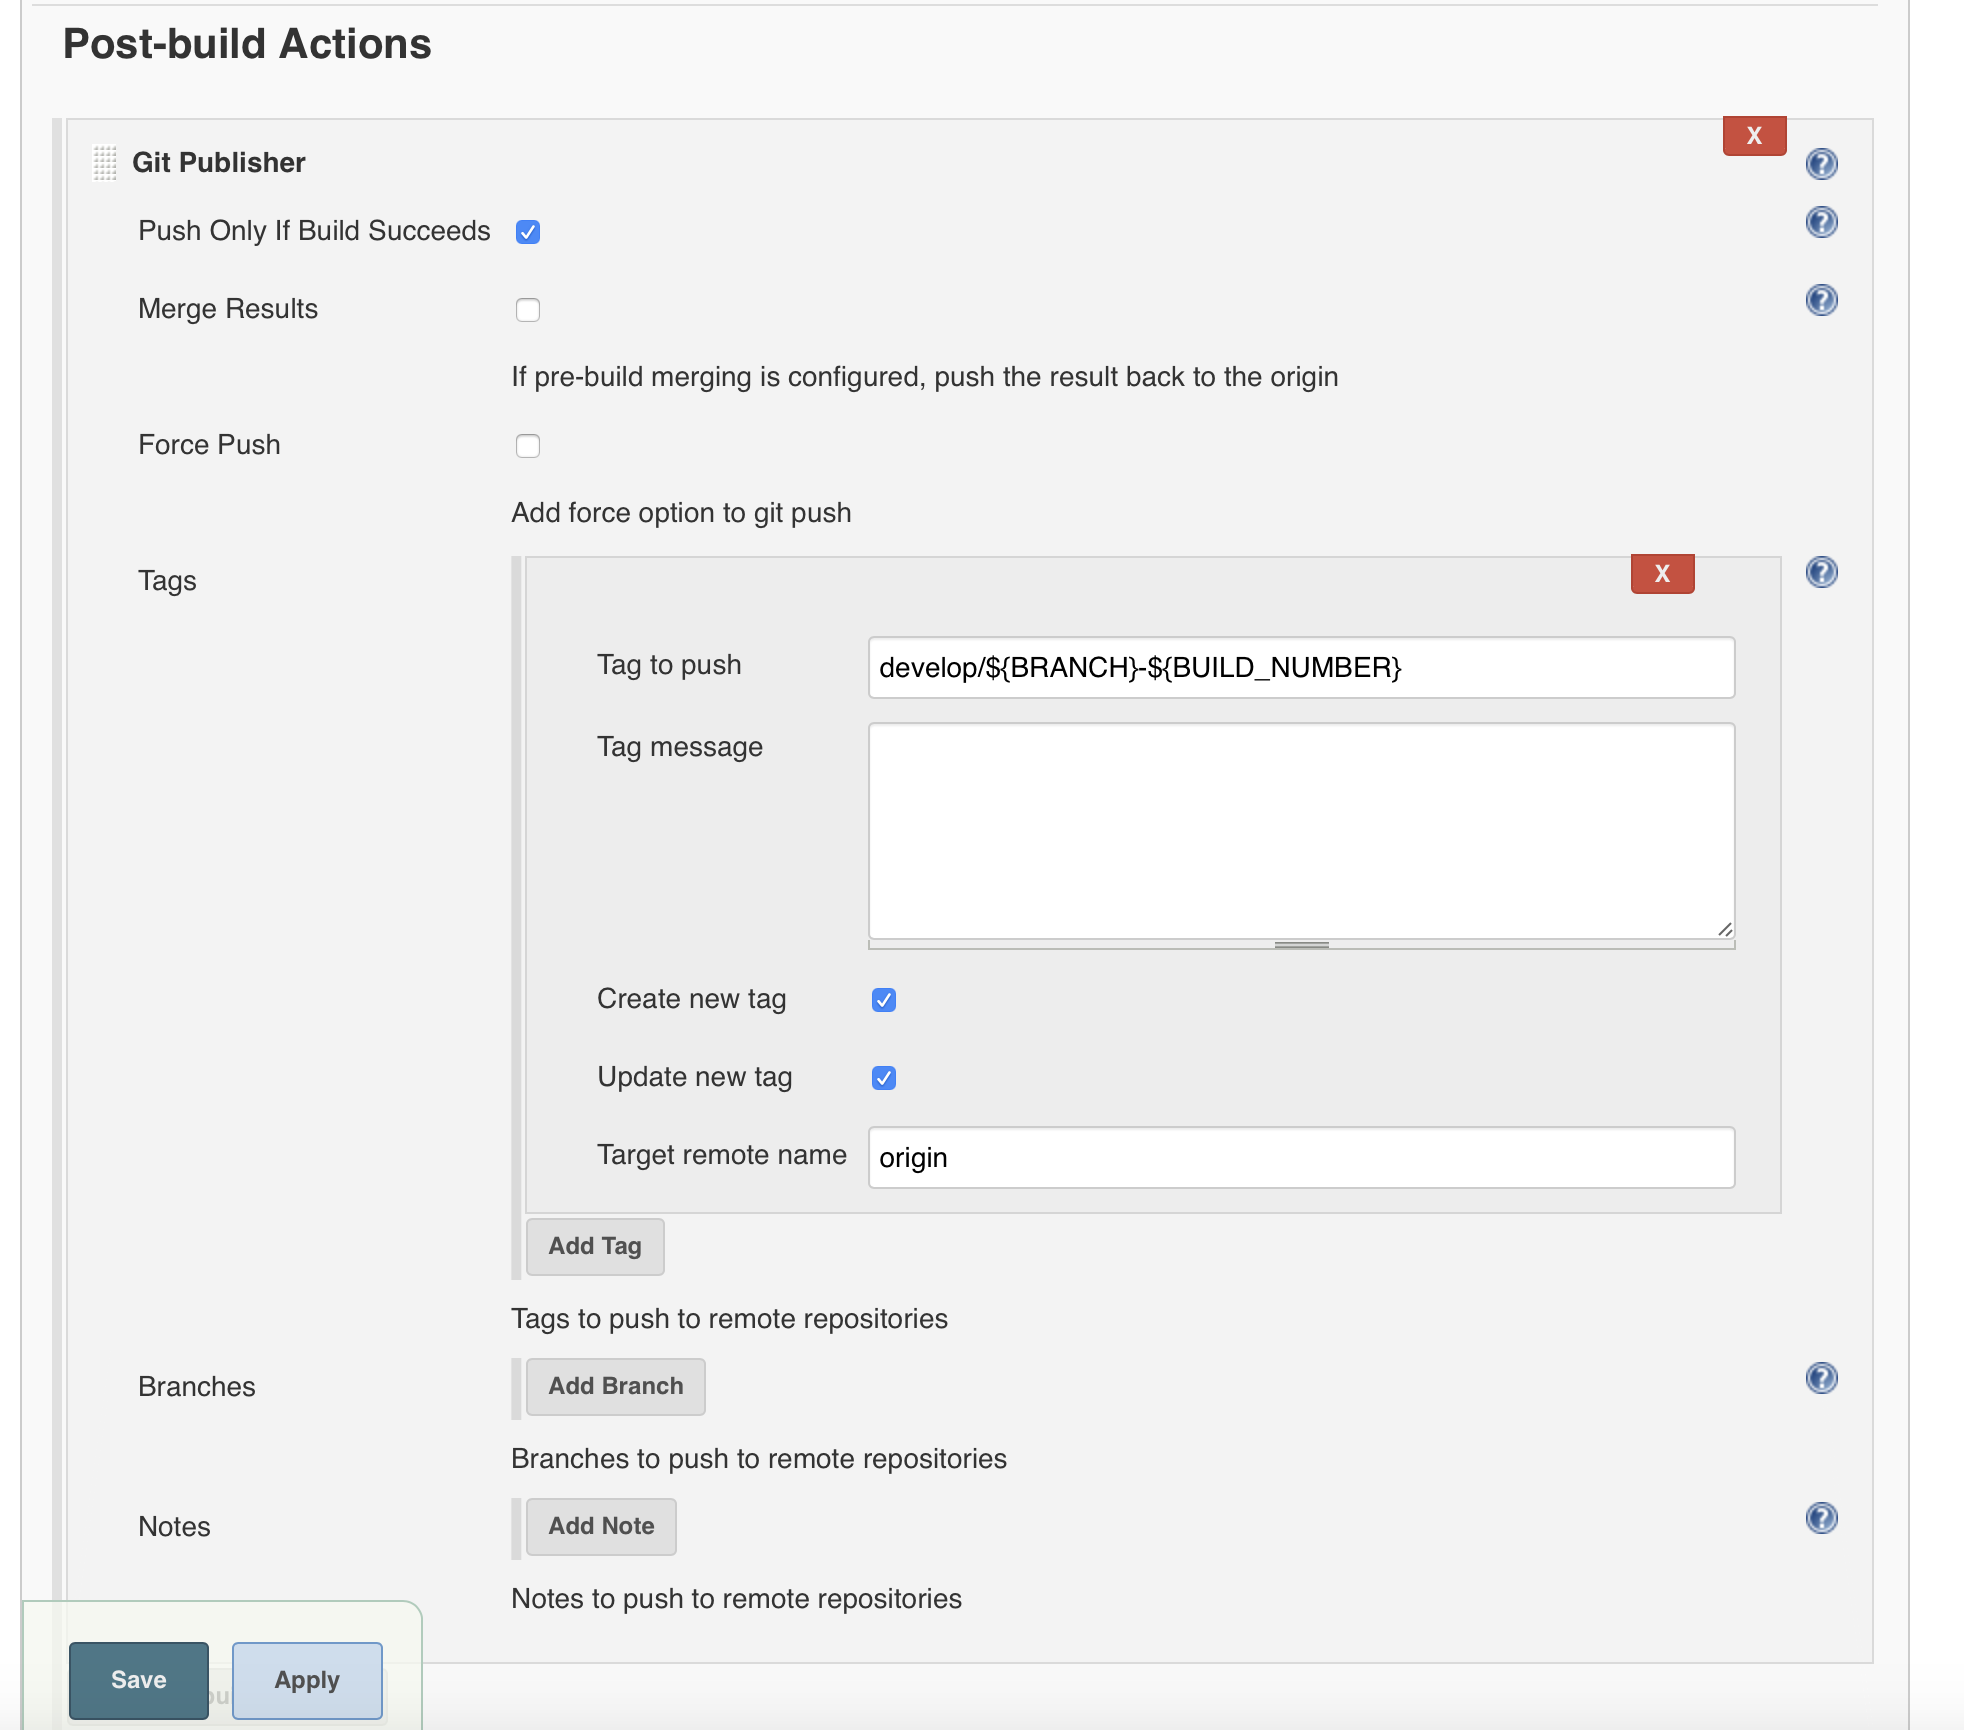 Post-build Actions
X
Git Publisher
Push Only If Build Succeeds
Merge Results
If pre-build merging is configured, push the result back to the origin
Force Push
Add force option to git push
Tags
X
Tag to push
develop/${BRANCH}-${BUILD_NUMBER}
Tag message
Create new tag
Update new tag
Target remote name
origin
Add Tag
Tags to push to remote repositories
Branches
Add Branch
Branches to push to remote repositories
Notes
Add Note
Notes to push to remote repositories
Save
Apply